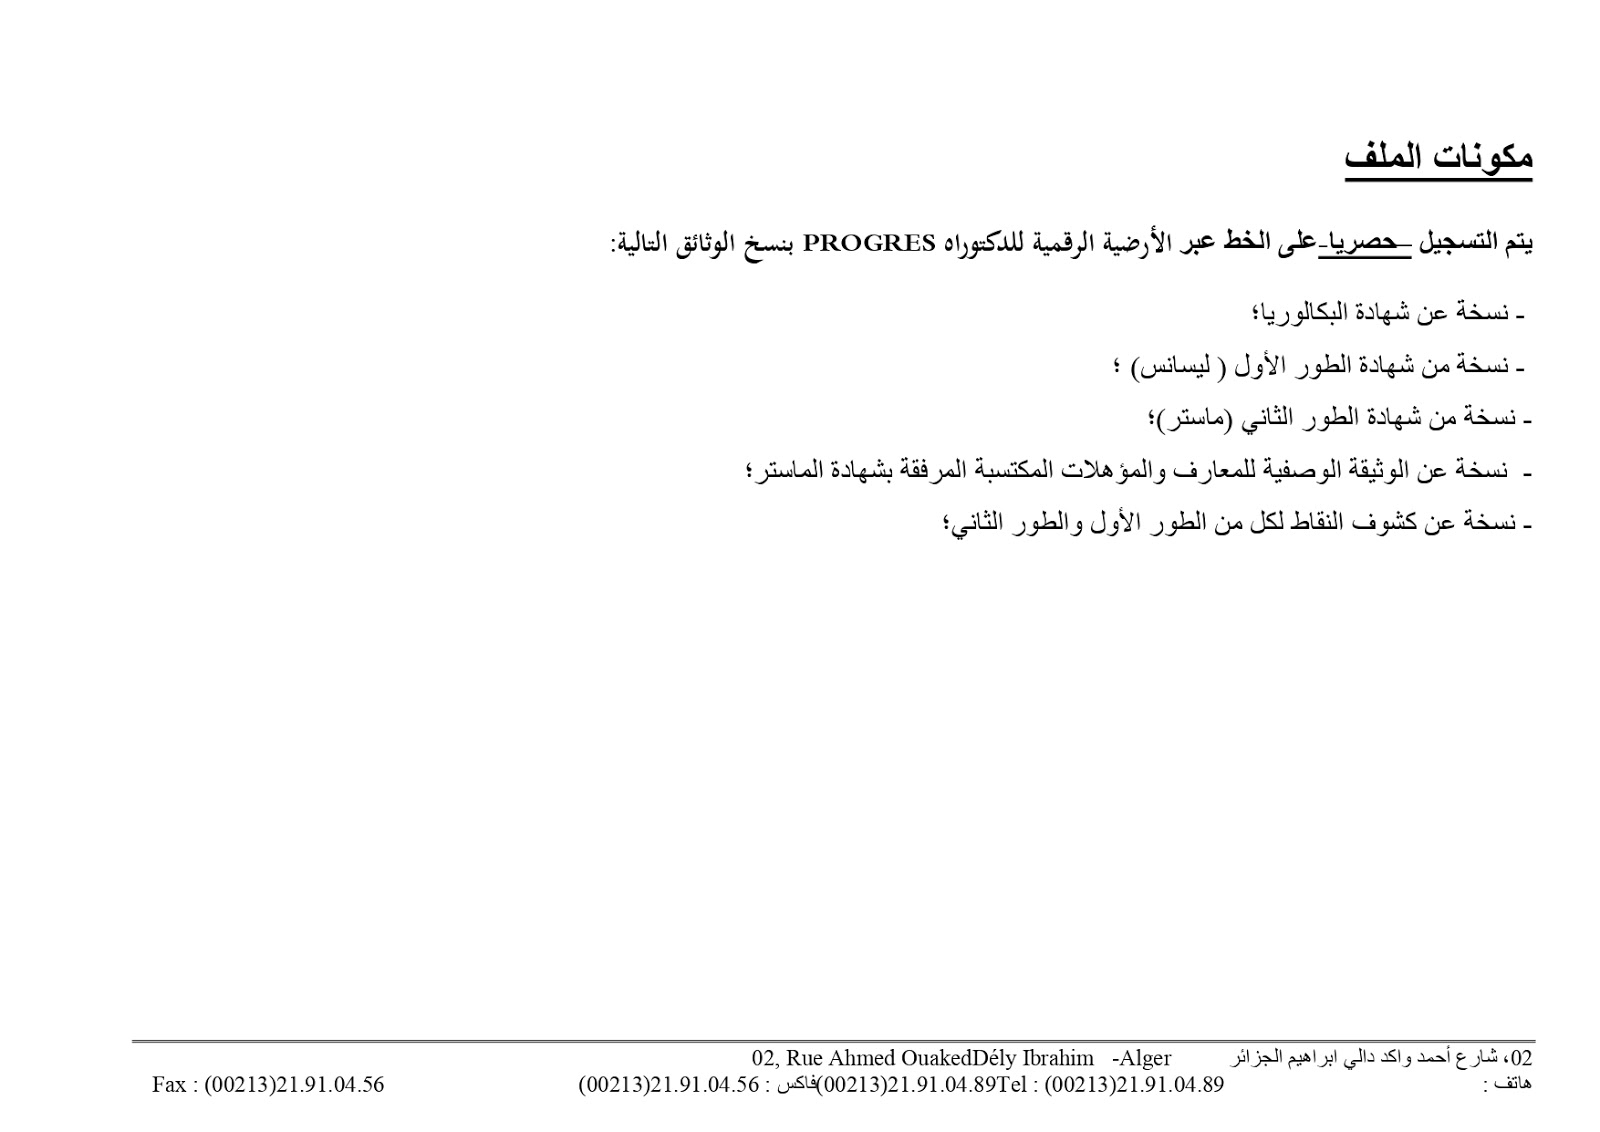 مكونات الملف
يتم التسجيل –حصريا- على الخط عبر الأرضية الرقمية للدكتوراه PROGRES بنسخ الوثائق التالية:
- نسخة عن شهادة البكالوريا؛
- نسخة من شهادة الطور الأول ( ليسانس) ؛
- نسخة من شهادة الطور الثاني (ماستر)؛
- نسخة عن الوثيقة الوصفية للمعارف والمؤهلات المكتسبة المرفقة بشهادة الماستر؛
- نسخة عن كشوف النقاط لكل من الطور الأول والطور الثاني؛
02، شارع أحمد واكد دالي ابراهيم الجزائر 02, Rue Ahmed OuakedDély Ibrahim -Alger
هاتف : (00213)21.91.04.89Tel : (00213)21.91.04.89 فاكس : (00213)21.91.04.56 Fax : (00213)21.91.04.56